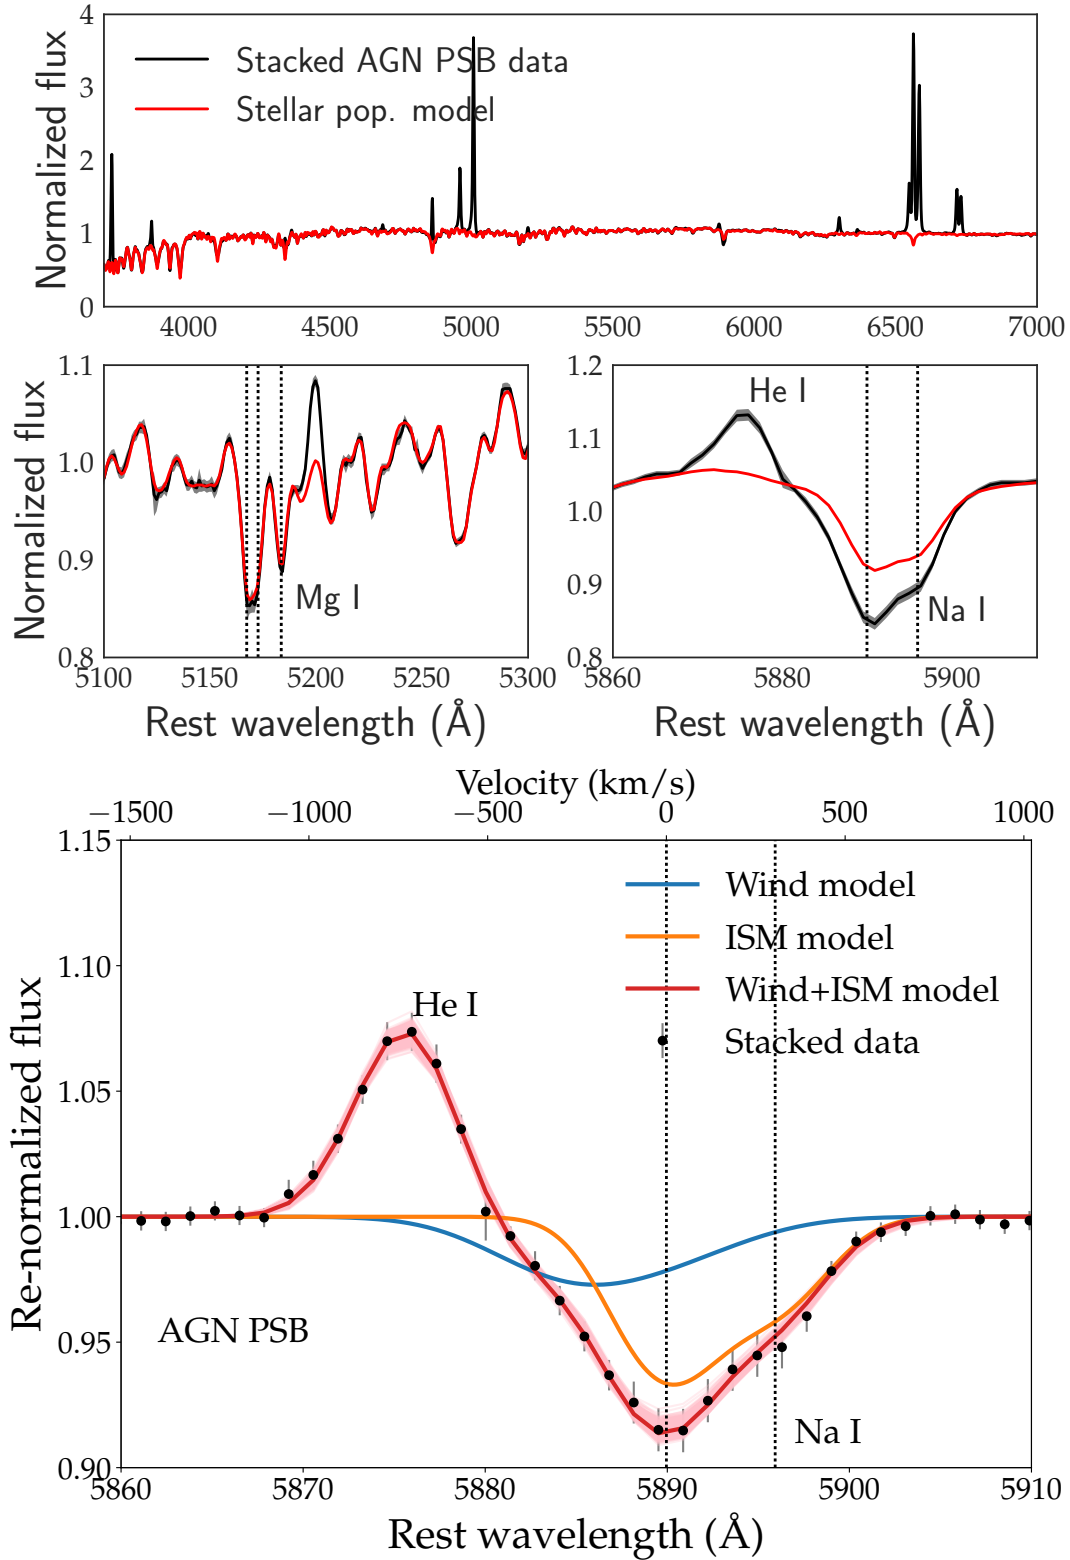 Normalized flux
4
3
2
1
0
Stacked AGN PSB data
Stellar pop. model
4000 4500 5000 5500 6000 6500 7000
Normalized flux
1.1
1.0
0.9
0.8
Mg I
5100 5150 5200 5250 5300
Rest wavelength (Å)
1.2
1.1
1.0
0.9
0.8
He I
Na I
5860 5880 5900
Rest wavelength (Å)
Velocity (km/s)
−1500 −1000 −500 0 500 1000
Re-normalized flux
1.15
1.10
1.05
1.00
0.95
0.90
Wind model
ISM model
Wind+ISM model
Stacked data
He I
AGN PSB
Na I
5860 5870 5880 5890 5900 5910
Rest wavelength (Å)